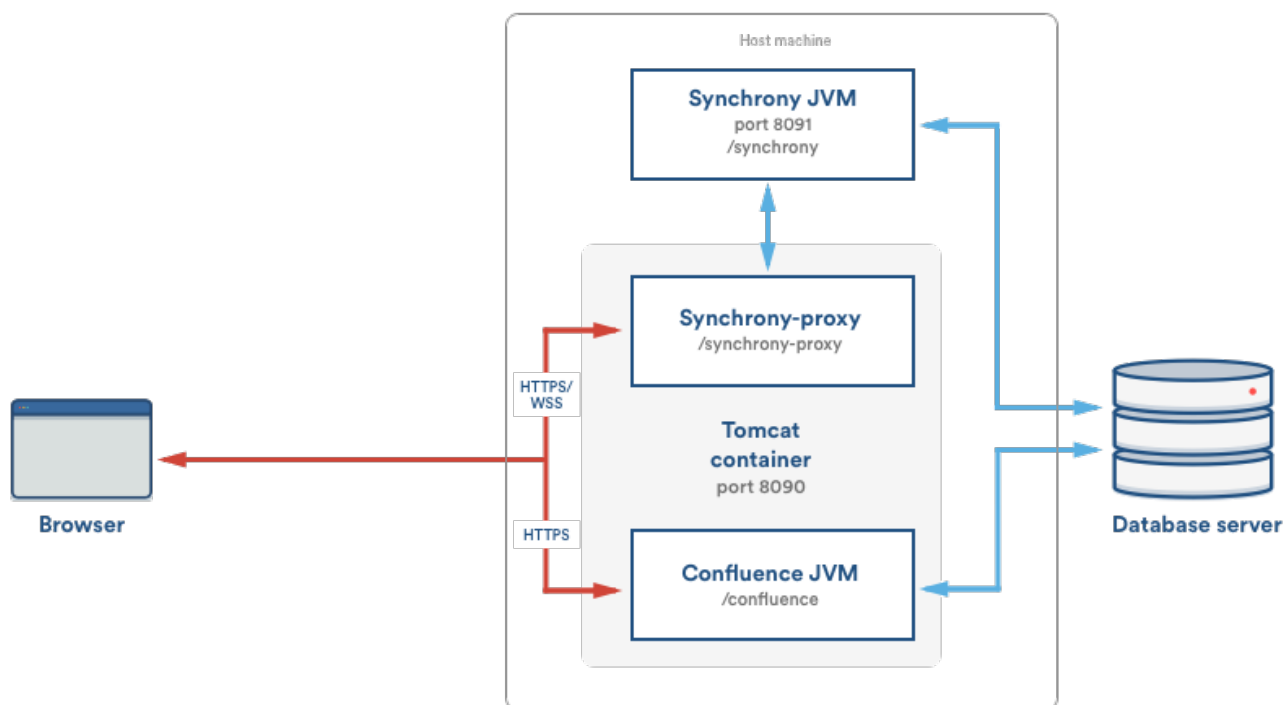 Host machine
Synchrony JVM
port 8091
/synchrony
Synchrony-proxy
/synchrony-proxy
HTTPS/
WSS
Tomcat
container
port 8090
Browser
HTTPS
Database server
Confluence JVM
/confluence